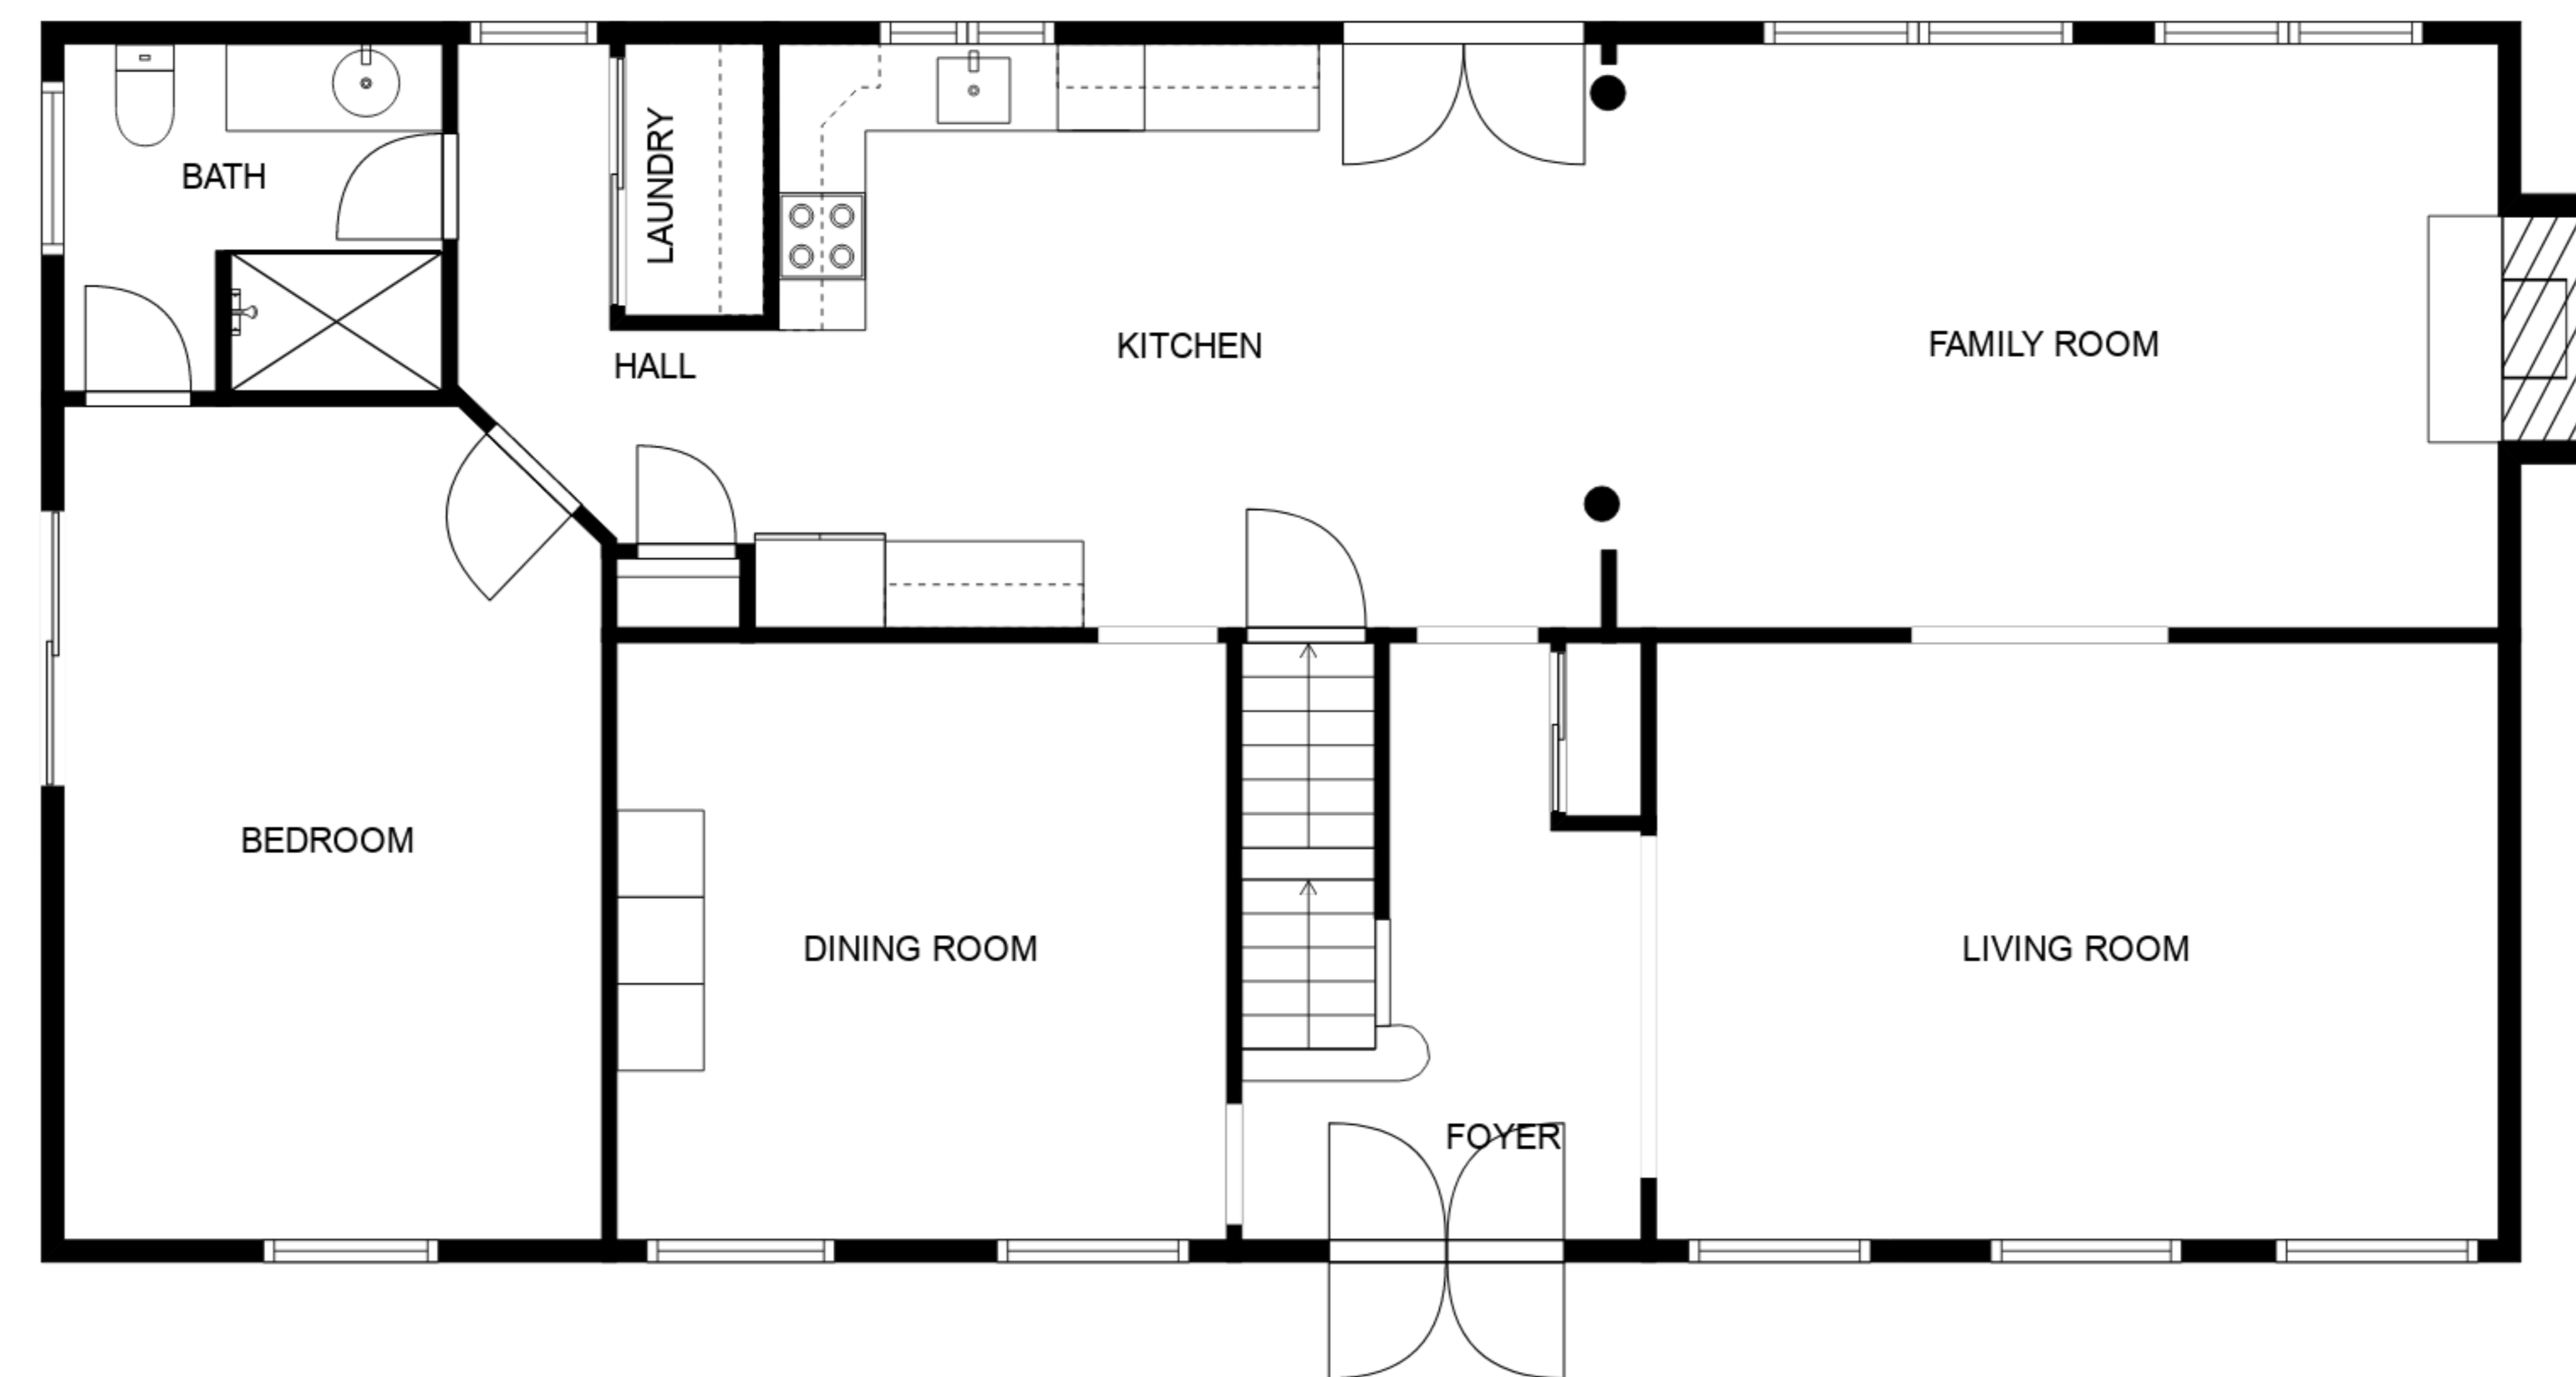 BATH
LAUNDRY
HALL
KITCHEN
FAMILY ROOM
BEDROOM
DINING ROOM
LIVING ROOM
FOYER